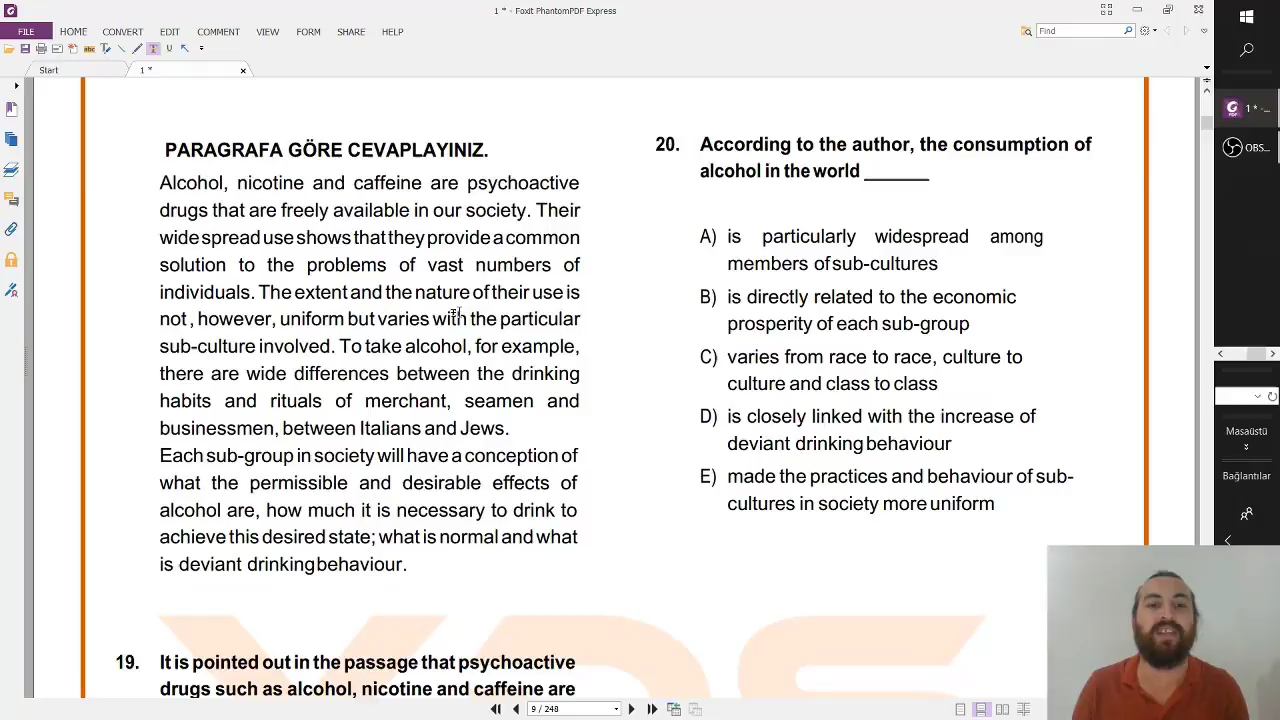 1 * - Foxit PhantomPDF Express
FILE HOME CONVERT EDIT COMMENT VIEW FORM SHARE HELP
Find
Start 1 *
PARAGRAFA GÖRE CEVAPLAYINIZ.
Alcohol, nicotine and caffeine are psychoactive
drugs that are freely available in our society. Their
wide spread use shows that they provide a common
solution to the problems of vast numbers of
individuals. The extent and the nature of their use is
not , however, uniform but varies with the particular
sub-culture involved. To take alcohol, for example,
there are wide differences between the drinking
habits and rituals of merchant, seamen and
businessmen, between Italians and Jews.
Each sub-group in society will have a conception of
what the permissible and desirable effects of
alcohol are, how much it is necessary to drink to
achieve this desired state; what is normal and what
is deviant drinking behaviour.
19. It is pointed out in the passage that psychoactive
drugs such as alcohol, nicotine and caffeine are
20. According to the author, the consumption of
alcohol in the world _______
A) is particularly widespread among
members of sub-cultures
B) is directly related to the economic
prosperity of each sub-group
C) varies from race to race, culture to
culture and class to class
D) is closely linked with the increase of
deviant drinking behaviour
E) made the practices and behaviour of sub-
cultures in society more uniform
YDS
9 / 248
1 * -...
OBS...
Masaüstü
Bağlantılar